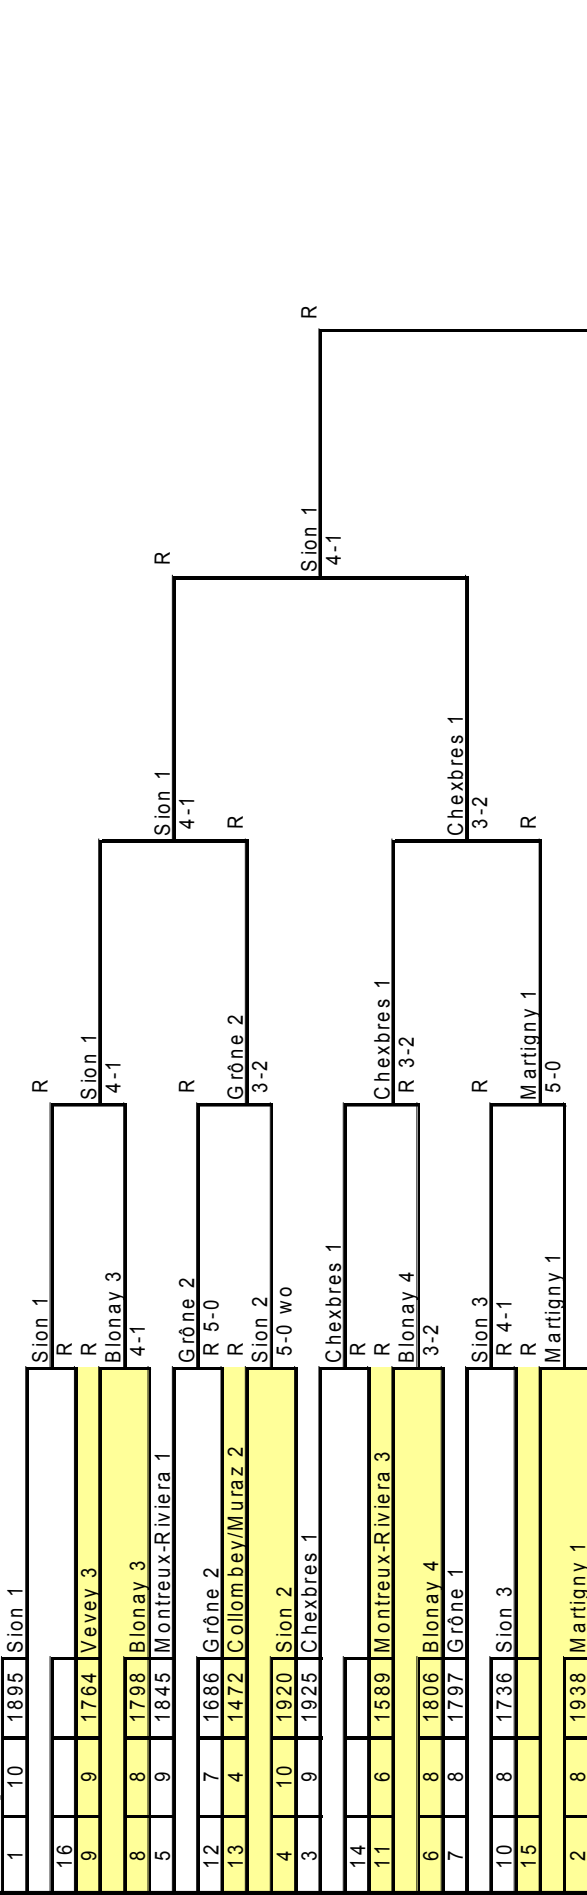 1 10 1895 Sion 1
16
9 9 1764 Vevey 3
8 8 1798 Blonay 3
5 9 1845 Montreux-Riviera 1
12 7 1686 Grône 2
13 4 1472 Collombey/Muraz 2
4 10 1920 Sion 2
3 9 1925 Chexbres 1
14
11 6 1589 Montreux-Riviera 3
6 8 1806 Blonay 4
7 8 1797 Grône 1
10 8 1736 Sion 3
15
2 8 1938 Martigny 1
Sion 1
R
R
Blonay 3
4-1
Grône 2
R 5-0
R
Sion 2
5-0 wo
Chexbres 1
R
R
Blonay 4
3-2
Sion 3
R 4-1
R
Martigny 1
R
Sion 1
4-1
R
Grône 2
3-2
Chexbres 1
R 3-2
R
Martigny 1
5-0
Sion 1
4-1
R
Chexbres 1
3-2
R
R
Sion 1
4-1
R